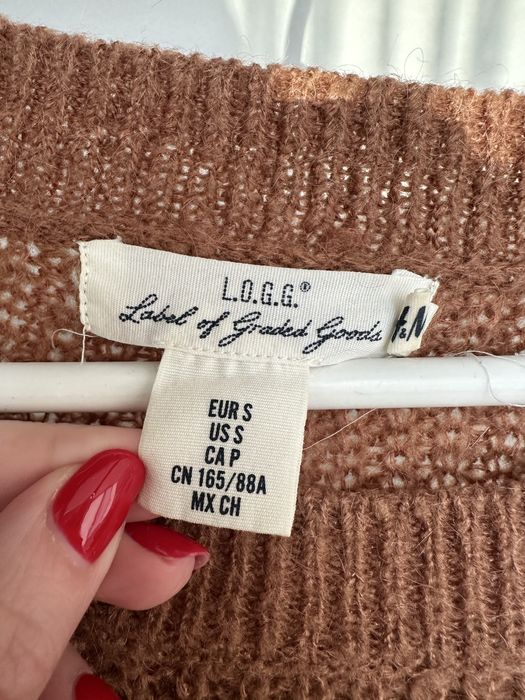 L.O.G.G.®
Label of Graded Goods
EUR S
US S
CA P
CN 165/88A
MX CH